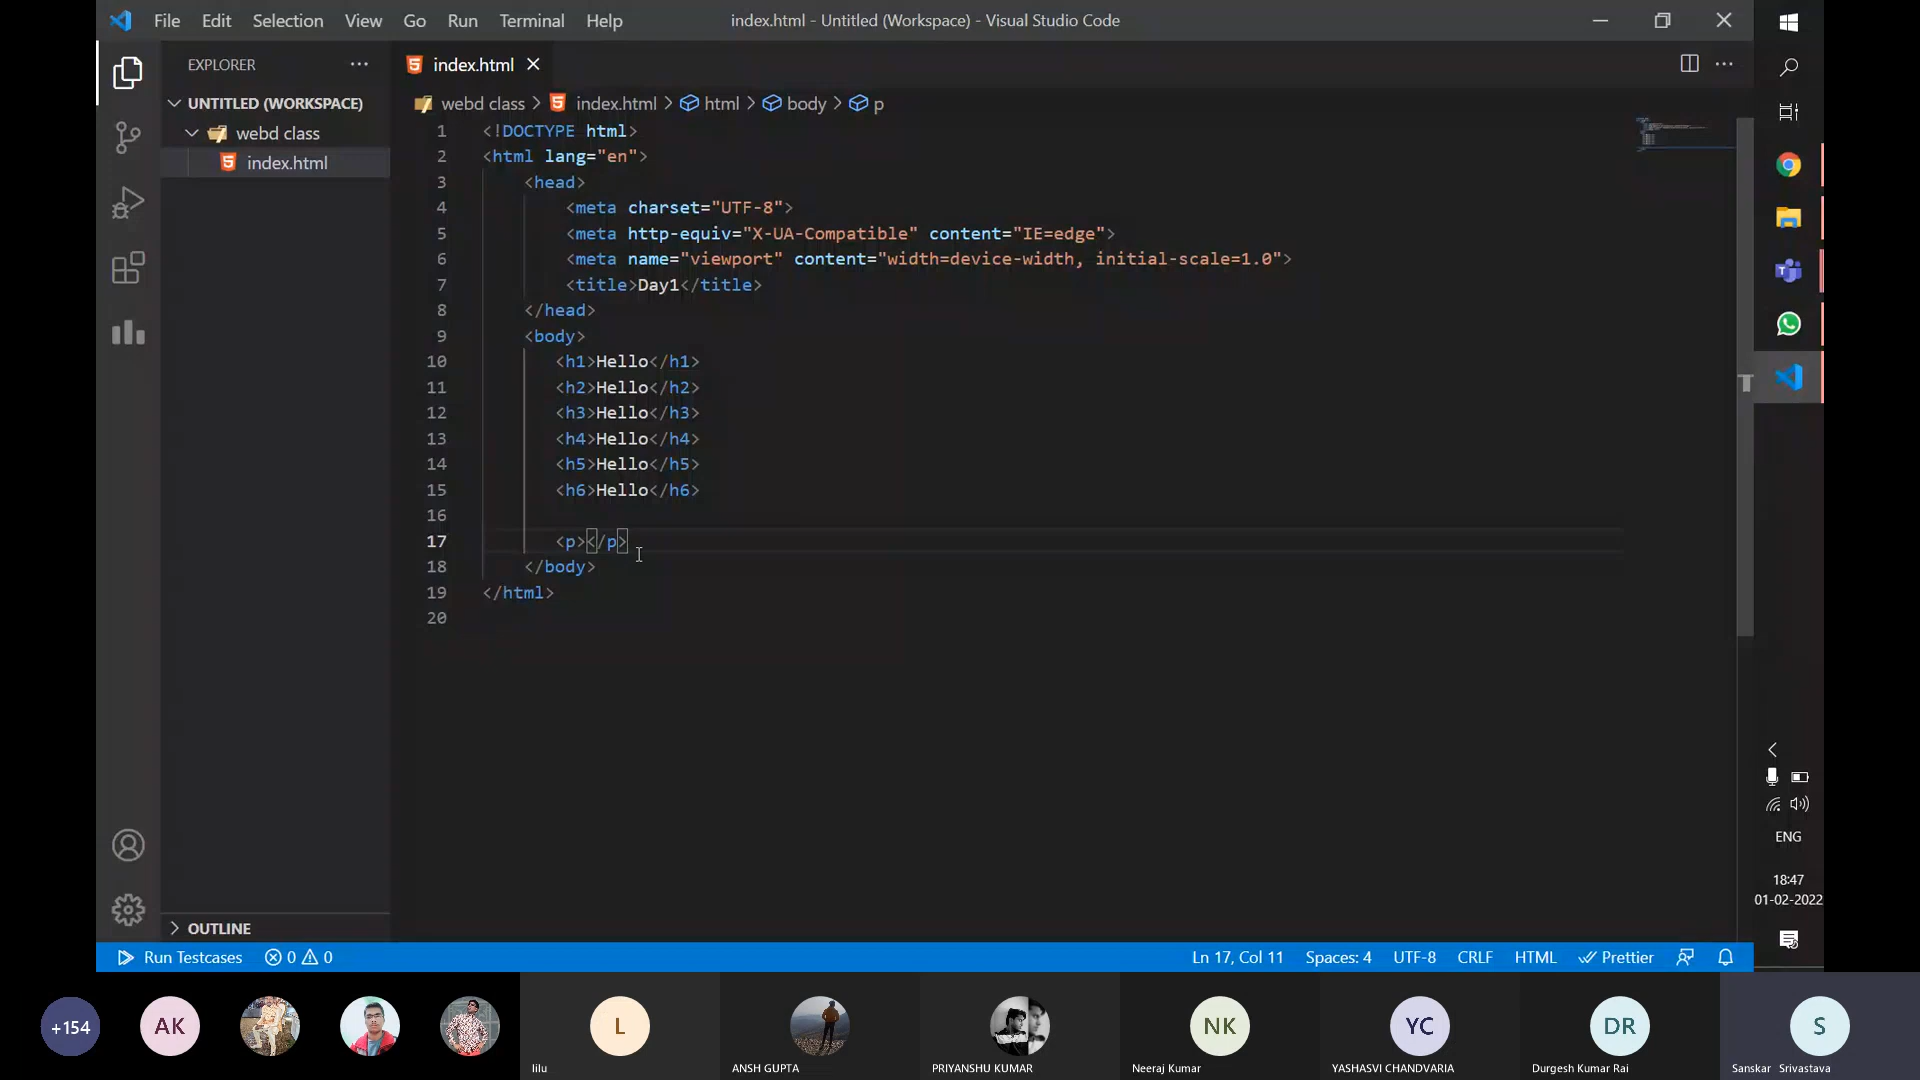 File Edit Selection View Go Run Terminal Help
index.html - Untitled (Workspace) - Visual Studio Code
EXPLORER
UNTITLED (WORKSPACE)
webd class
index.html
index.html
webd class > index.html > html > body > p
1 <!DOCTYPE html>
2 <html lang="en">
3 <head>
4 <meta charset="UTF-8">
5 <meta http-equiv="X-UA-Compatible" content="IE=edge">
6 <meta name="viewport" content="width=device-width, initial-scale=1.0">
7 <title>Day1</title>
8 </head>
9 <body>
10 <h1>Hello</h1>
11 <h2>Hello</h2>
12 <h3>Hello</h3>
13 <h4>Hello</h4>
14 <h5>Hello</h5>
15 <h6>Hello</h6>
16
17 <p></p>
18 </body>
19 </html>
20
OUTLINE
Run Testcases 0 0
Ln 17, Col 11 Spaces: 4 UTF-8 CRLF HTML Prettier
ENG
18:47
01-02-2022
+154 AK L NK YC DR S
lilu ANSH GUPTA PRIYANSHU KUMAR Neeraj Kumar YASHASVI CHANDVARIA Durgesh Kumar Rai Sanskar Srivastava